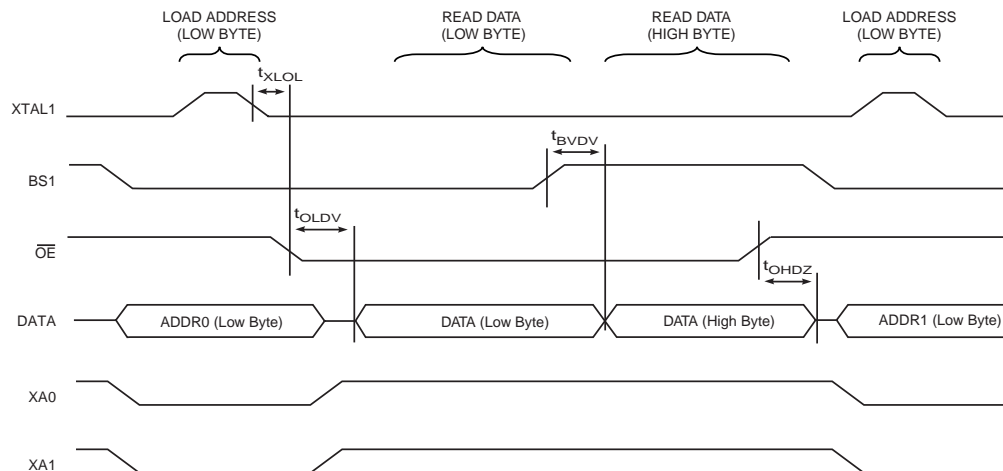 LOAD ADDRESS
(LOW BYTE)
READ DATA
(LOW BYTE)
READ DATA
(HIGH BYTE)
LOAD ADDRESS
(LOW BYTE)
tXLOL
XTAL1
tBVDV
BS1
tOLDV
OE
tOHDZ
DATA
ADDR0 (Low Byte)
DATA (Low Byte)
DATA (High Byte)
ADDR1 (Low Byte)
XA0
XA1